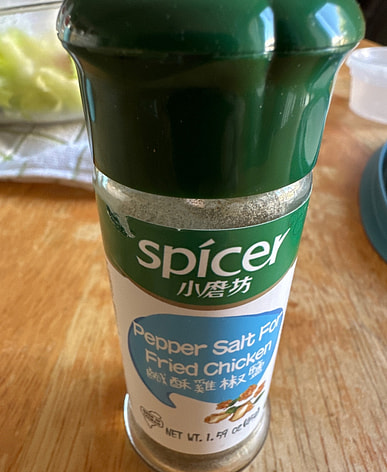 spicer
小磨坊
Pepper Salt For
Fried Chicken
鹹酥雞椒鹽
NET WT. 1.59 OZ